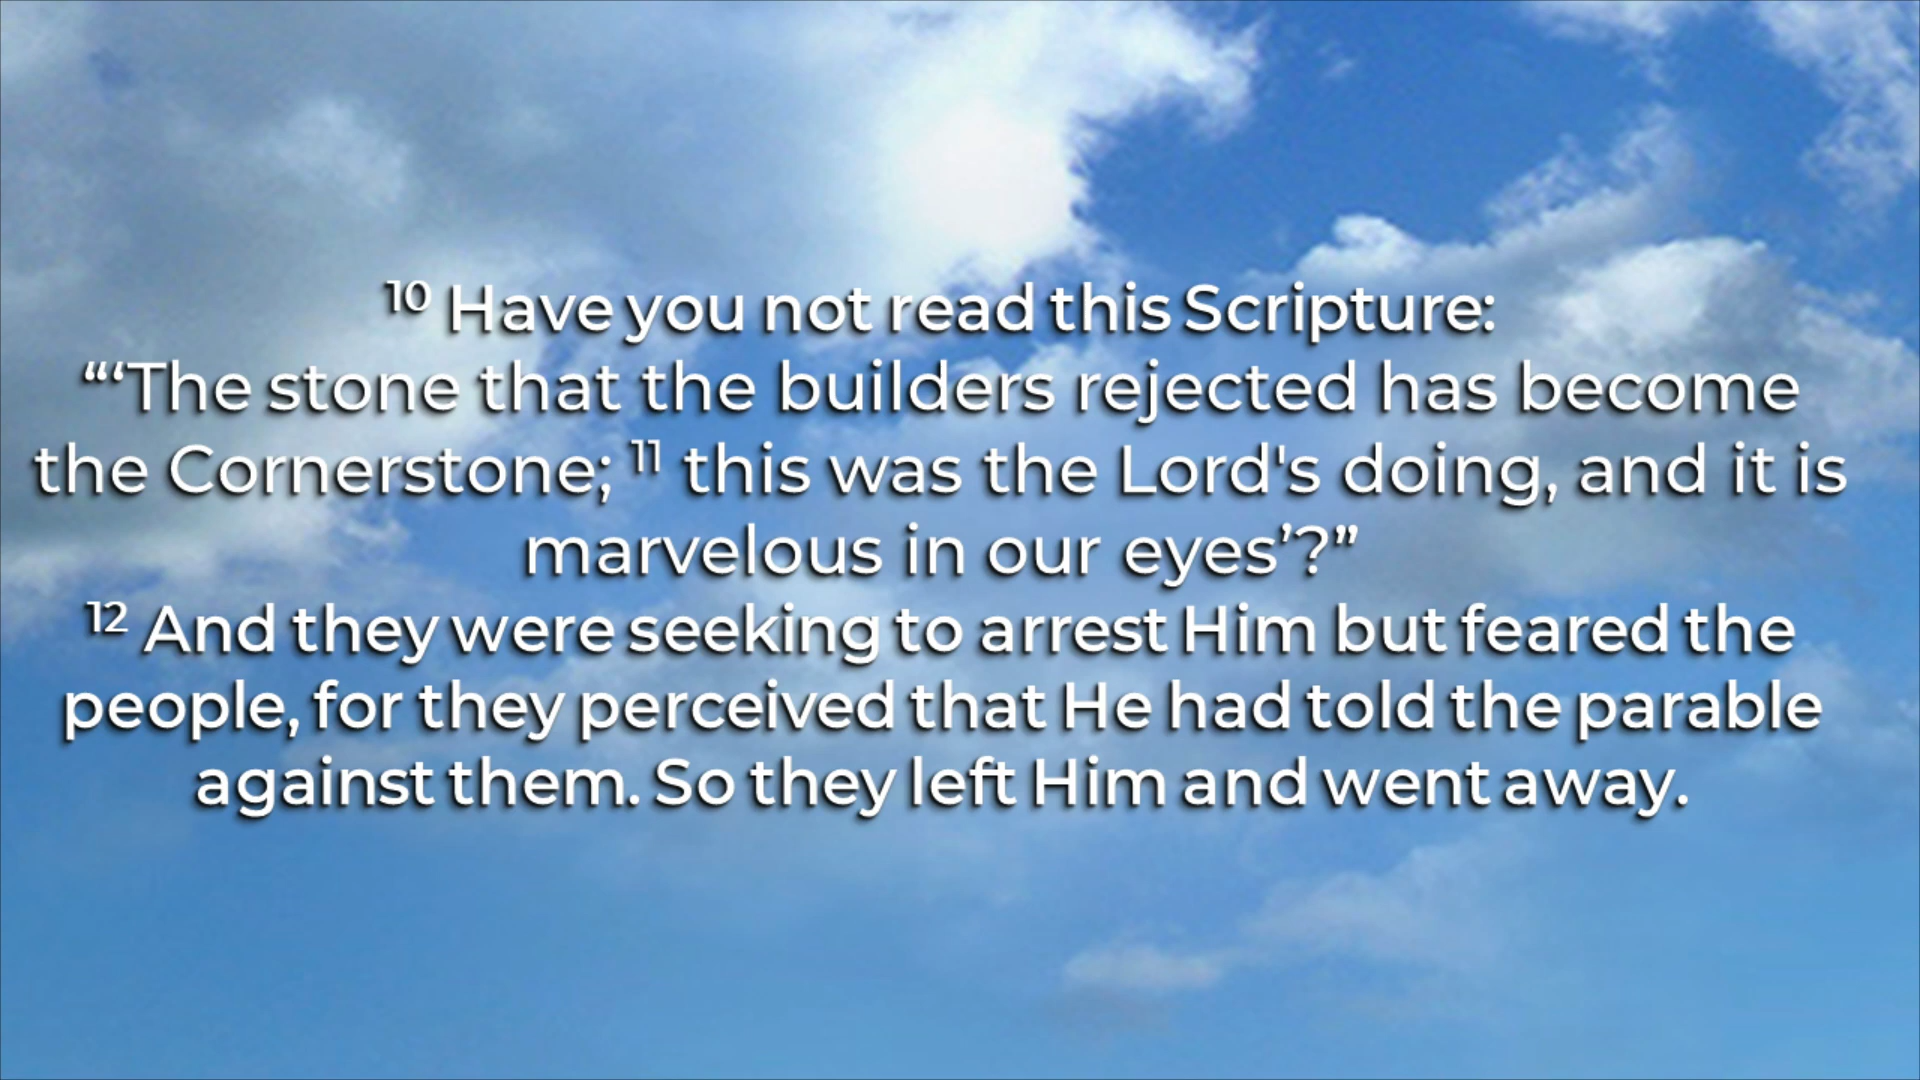 ¹⁰ Have you not read this Scripture:
“‘The stone that the builders rejected has become
the Cornerstone; ¹¹ this was the Lord's doing, and it is
marvelous in our eyes’?”
¹² And they were seeking to arrest Him but feared the
people, for they perceived that He had told the parable
against them. So they left Him and went away.